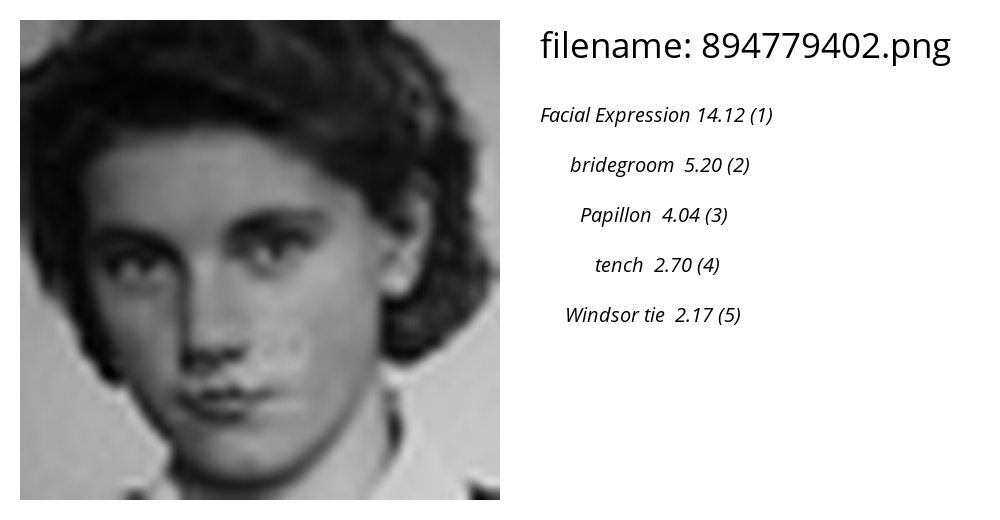 filename: 894779402.png
Facial Expression 14.12 (1)
bridegroom 5.20 (2)
Papillon 4.04 (3)
tench 2.70 (4)
Windsor tie 2.17 (5)